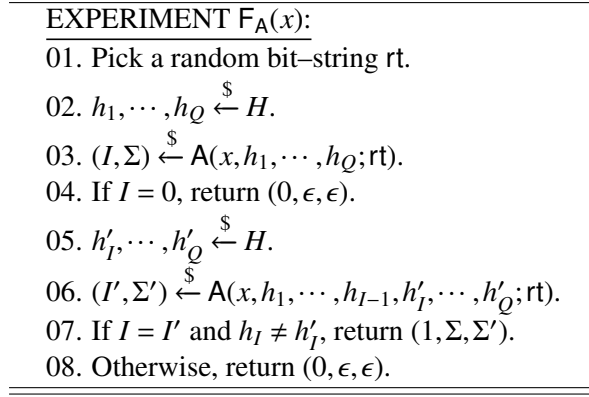 EXPERIMENT F_A(x):
01. Pick a random bit–string rt.
02. h_1, ⋯, h_Q ←$ H.
03. (I, Σ) ←$ A(x, h_1, ⋯, h_Q; rt).
04. If I = 0, return (0, ϵ, ϵ).
05. h′_I, ⋯, h′_Q ←$ H.
06. (I′, Σ′) ←$ A(x, h_1, ⋯, h_{I−1}, h′_I, ⋯, h′_Q; rt).
07. If I = I′ and h_I ≠ h′_I, return (1, Σ, Σ′).
08. Otherwise, return (0, ϵ, ϵ).